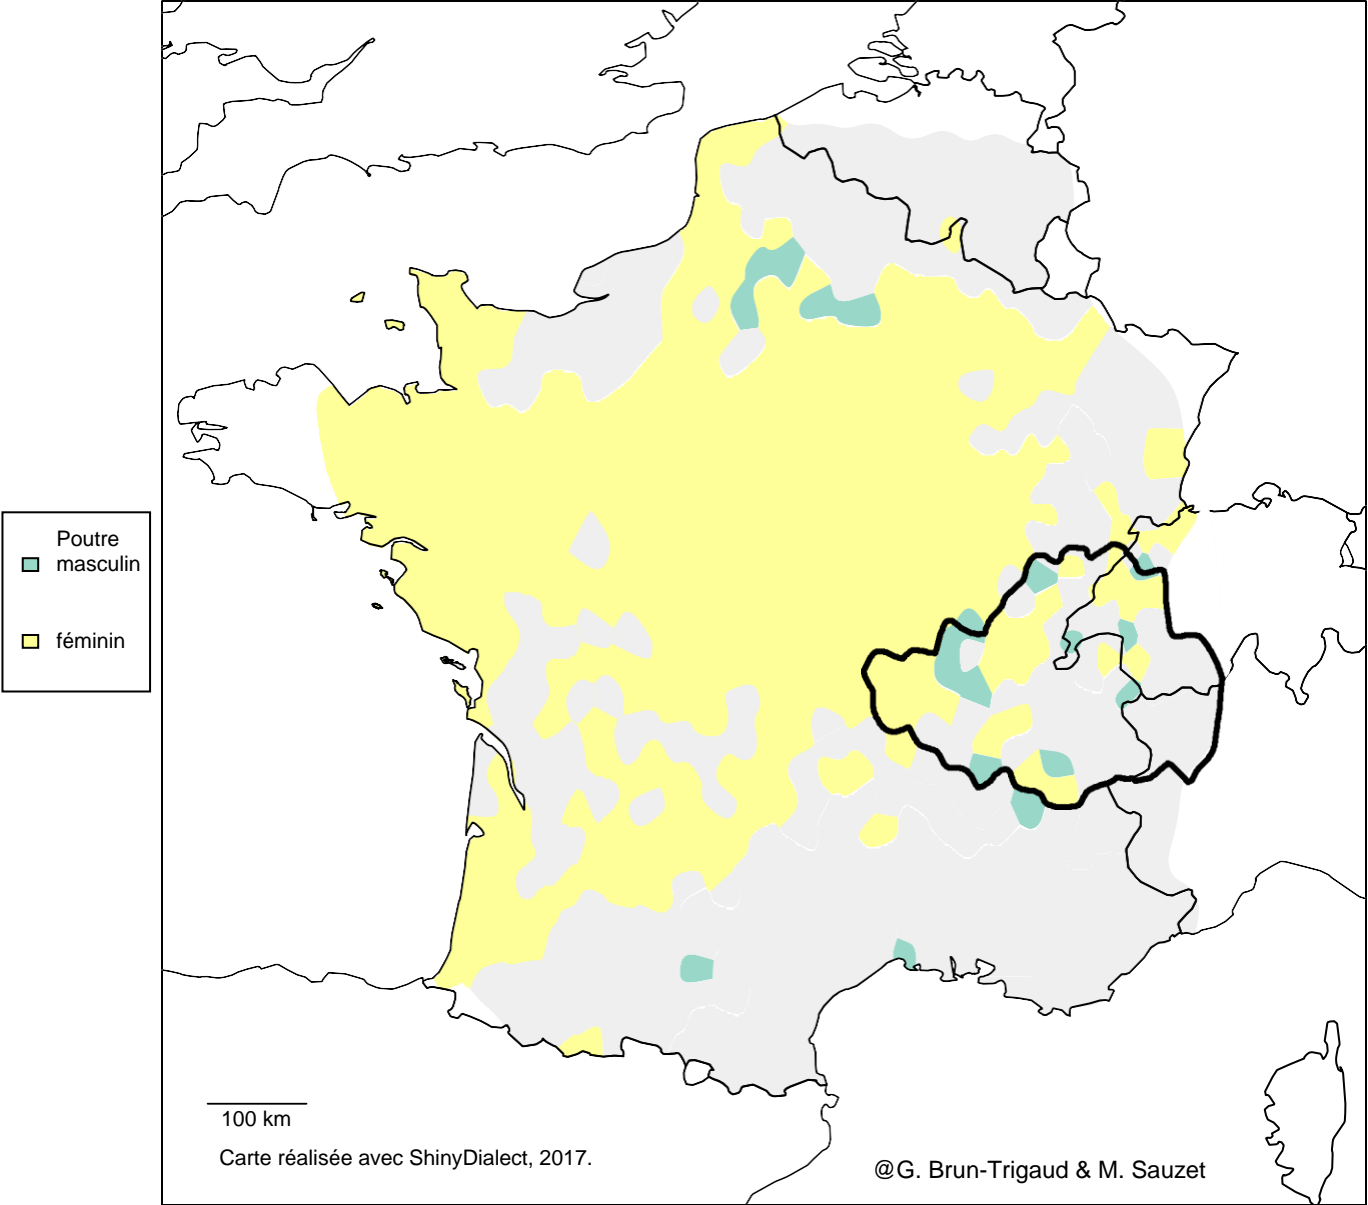 Poutre
masculin
féminin
100 km
Carte réalisée avec ShinyDialect, 2017.
@G. Brun-Trigaud & M. Sauzet